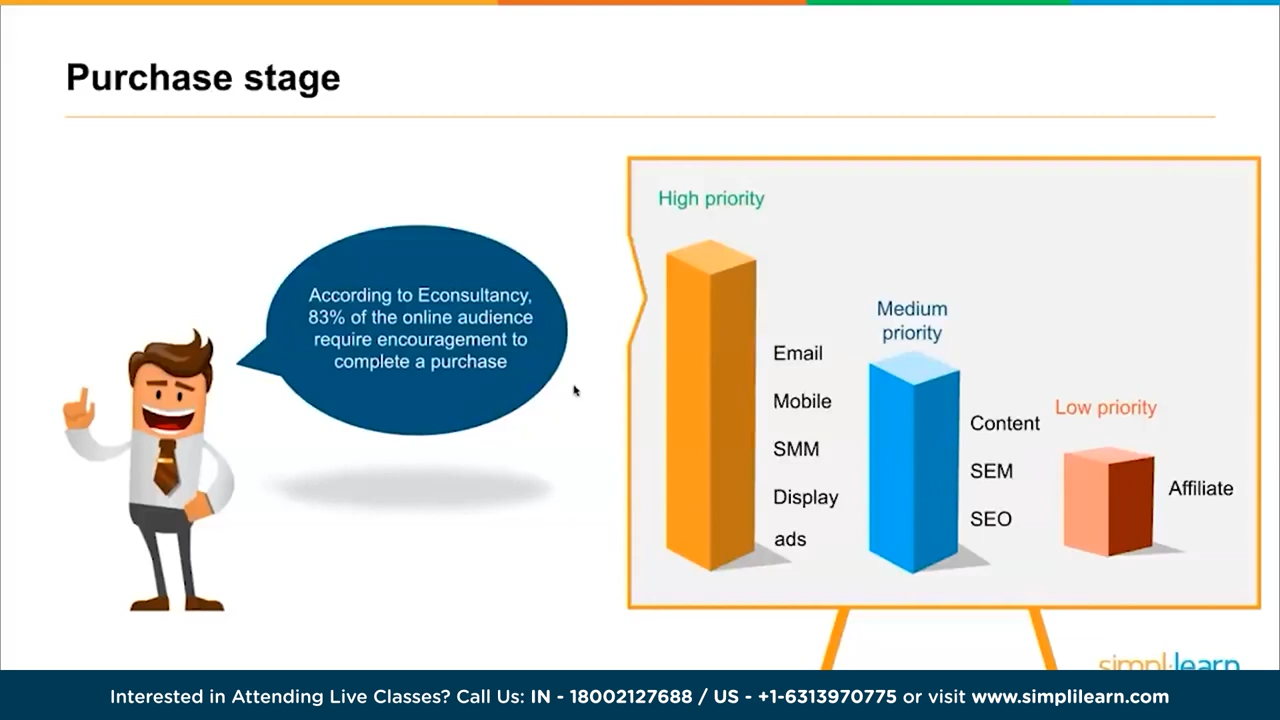 Purchase stage
According to Econsultancy,
83% of the online audience
require encouragement to
complete a purchase
High priority
Email
Mobile
SMM
Display
ads
Medium
priority
Content
SEM
SEO
Low priority
Affiliate
simplilearn
Interested in Attending Live Classes? Call Us: IN - 18002127688 / US - +1-6313970775 or visit www.simplilearn.com